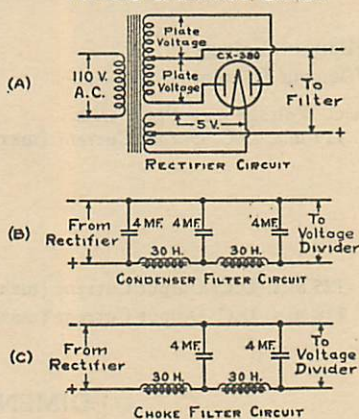 (A)
Plate
Voltage
CX-380
110 V.
A.C.
Plate
Voltage
To
Filter
5 V.
- +
RECTIFIER CIRCUIT
(B)
From
Rectifier
4 MF. 4 MF. 4 MF.
To
Voltage
Divider
30 H. 30 H.
+ +
CONDENSER FILTER CIRCUIT
(C)
From
Rectifier
4 MF. 4 MF.
To
Voltage
Divider
30 H. 30 H.
+ +
CHOKE FILTER CIRCUIT